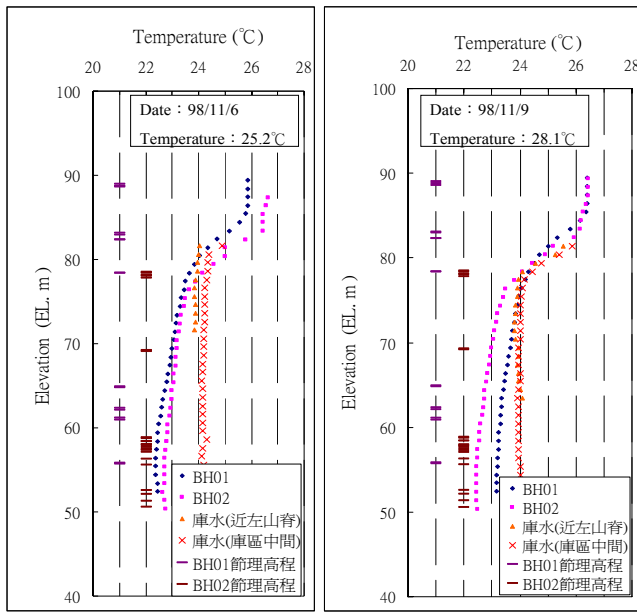 Temperature (℃)
20 22 24 26 28
100
90
80
70
60
50
40
Elevation (EL. m)
Date：98/11/6
Temperature：25.2℃
BH01
BH02
庫水(近左山脊)
庫水(庫區中間)
BH01節理高程
BH02節理高程
Temperature (℃)
20 22 24 26 28
100
90
80
70
60
50
40
Elevation (EL. m)
Date：98/11/9
Temperature：28.1℃
BH01
BH02
庫水(近左山脊)
庫水(庫區中間)
BH01節理高程
BH02節理高程